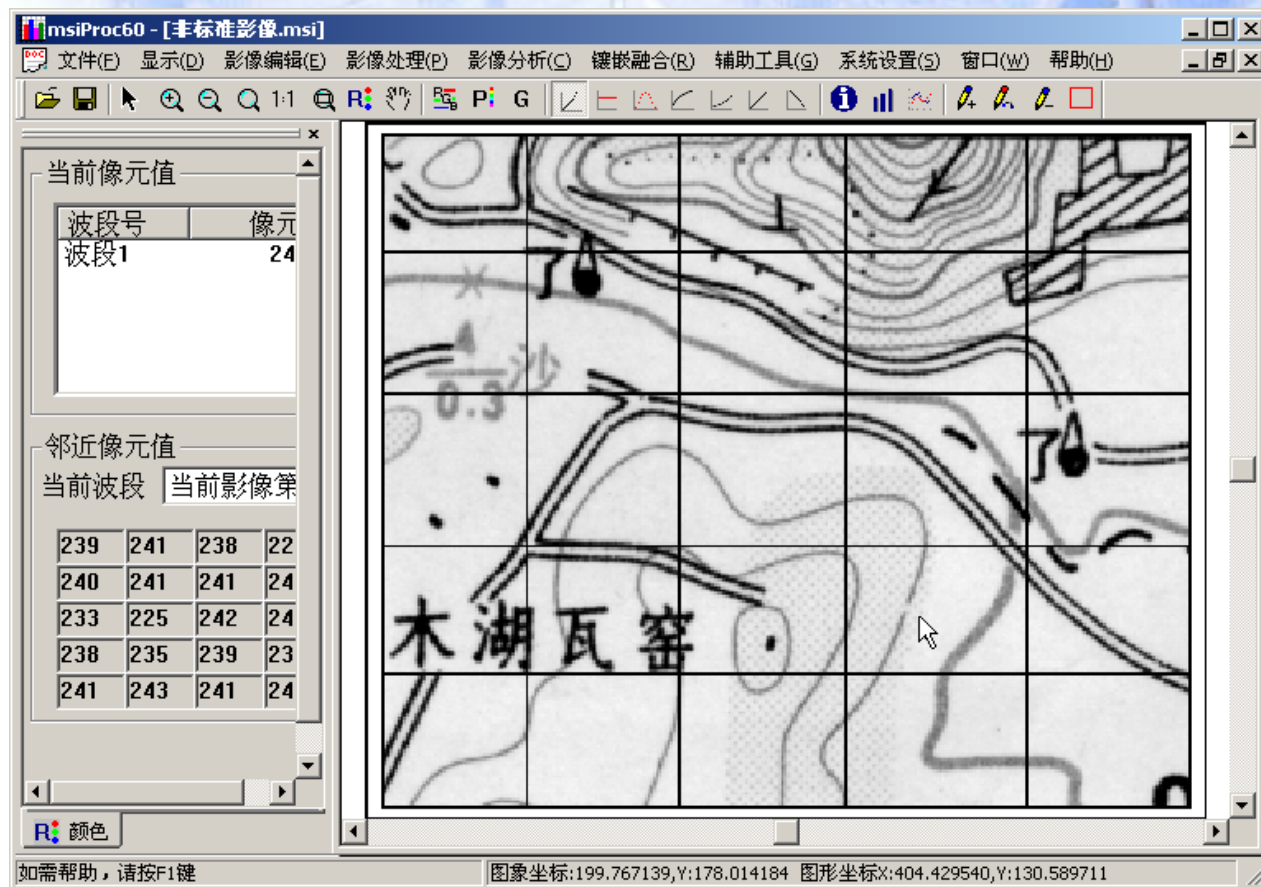 msiProc60 - [非标准影像.msi]
文件(F) 显示(D) 影像编辑(E) 影像处理(P) 影像分析(C) 镶嵌融合(R) 辅助工具(G) 系统设置(S) 窗口(W) 帮助(H)
1:1 R P G
当前像元值
波段号 像元
波段1 24
邻近像元值
当前波段 当前影像第
239 241 238 22
240 241 241 24
233 225 242 24
238 235 239 23
241 243 241 24
R 颜色
4
0.3 沙
木湖瓦窑
如需帮助，请按F1键 图象坐标:199.767139,Y:178.014184 图形坐标X:404.429540,Y:130.589711